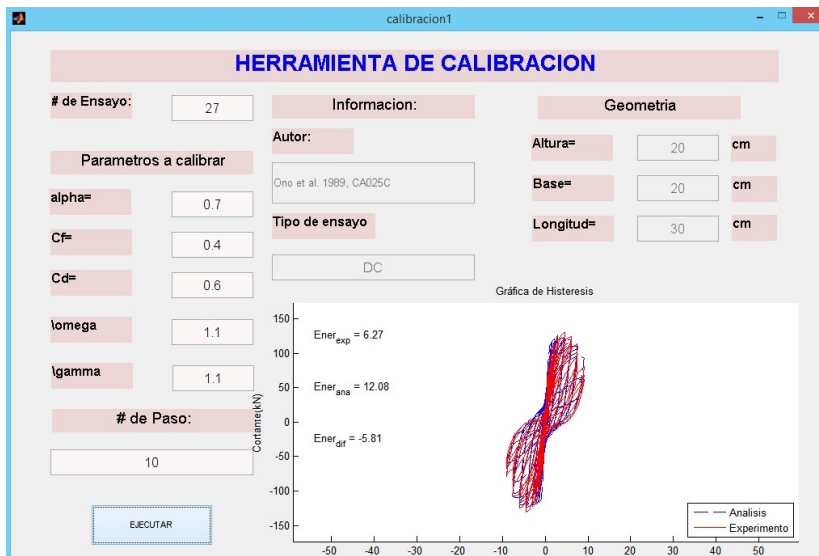 calibracion1
HERRAMIENTA DE CALIBRACION
# de Ensayo:
27
Parametros a calibrar
alpha=
0.7
Cf=
0.4
Cd=
0.6
\omega
1.1
\gamma
1.1
# de Paso:
10
EJECUTAR
Informacion:
Autor:
Ono et al. 1989, CA025C
Tipo de ensayo
DC
Geometria
Altura=
20
cm
Base=
20
cm
Longitud=
30
cm
Gráfica de Histeresis
Cortante(kN)
150
100
50
0
-50
-100
-150
Ener_exp = 6.27
Ener_ana = 12.08
Ener_dif = -5.81
Analisis
Experimento
-50 -40 -30 -20 -10 0 10 20 30 40 50